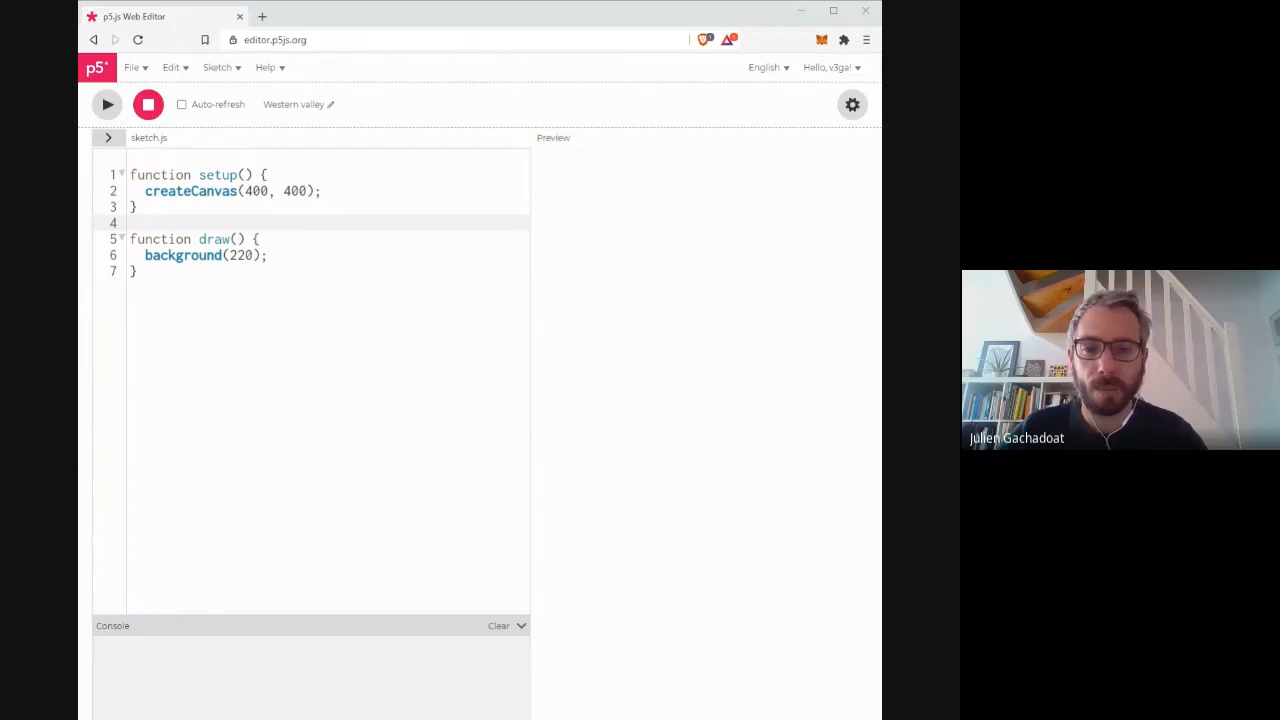 p5.js Web Editor
editor.p5js.org
p5*
File Edit Sketch Help English Hello, v3ga!
Auto-refresh Western valley
sketch.js Preview
1 function setup() {
2 createCanvas(400, 400);
3 }
4
5 function draw() {
6 background(220);
7 }
Julien Gachadoat
Console Clear